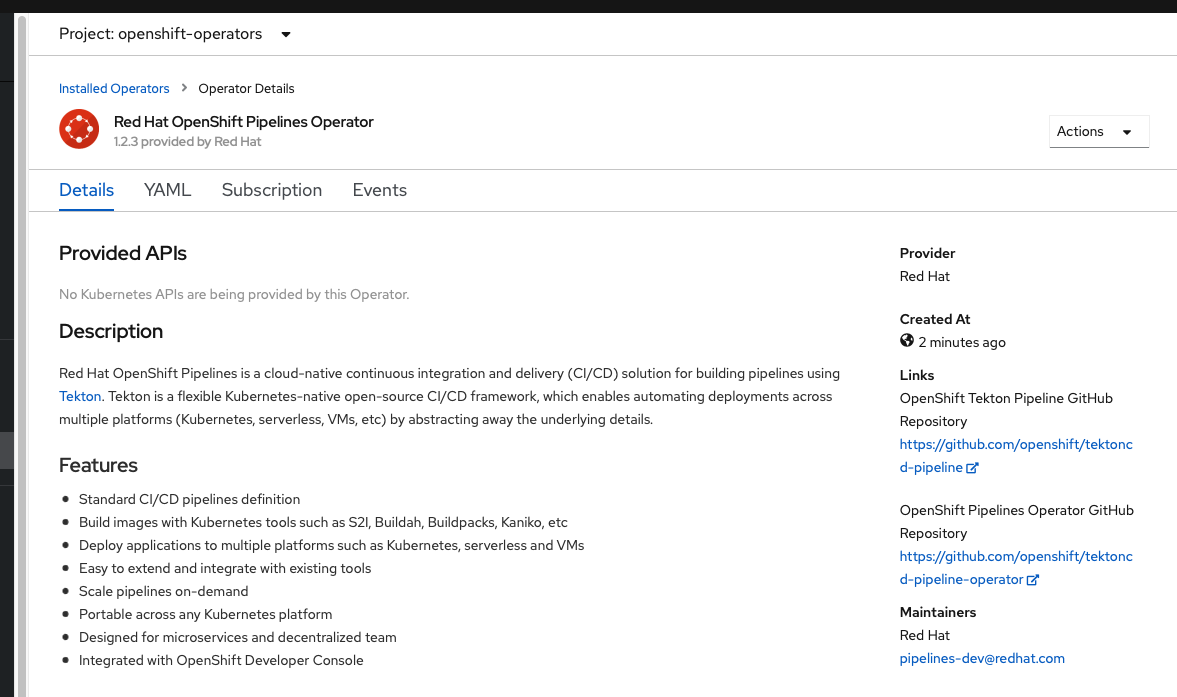 Project: openshift-operators
Installed Operators > Operator Details
Red Hat OpenShift Pipelines Operator
1.2.3 provided by Red Hat
Actions
Details YAML Subscription Events
Provided APIs
No Kubernetes APIs are being provided by this Operator.
Description
Red Hat OpenShift Pipelines is a cloud-native continuous integration and delivery (CI/CD) solution for building pipelines using
Tekton. Tekton is a flexible Kubernetes-native open-source CI/CD framework, which enables automating deployments across
multiple platforms (Kubernetes, serverless, VMs, etc) by abstracting away the underlying details.
Features
Standard CI/CD pipelines definition
Build images with Kubernetes tools such as S2I, Buildah, Buildpacks, Kaniko, etc
Deploy applications to multiple platforms such as Kubernetes, serverless and VMs
Easy to extend and integrate with existing tools
Scale pipelines on-demand
Portable across any Kubernetes platform
Designed for microservices and decentralized team
Integrated with OpenShift Developer Console
Provider
Red Hat
Created At
2 minutes ago
Links
OpenShift Tekton Pipeline GitHub
Repository
https://github.com/openshift/tektonc
d-pipeline
OpenShift Pipelines Operator GitHub
Repository
https://github.com/openshift/tektonc
d-pipeline-operator
Maintainers
Red Hat
pipelines-dev@redhat.com